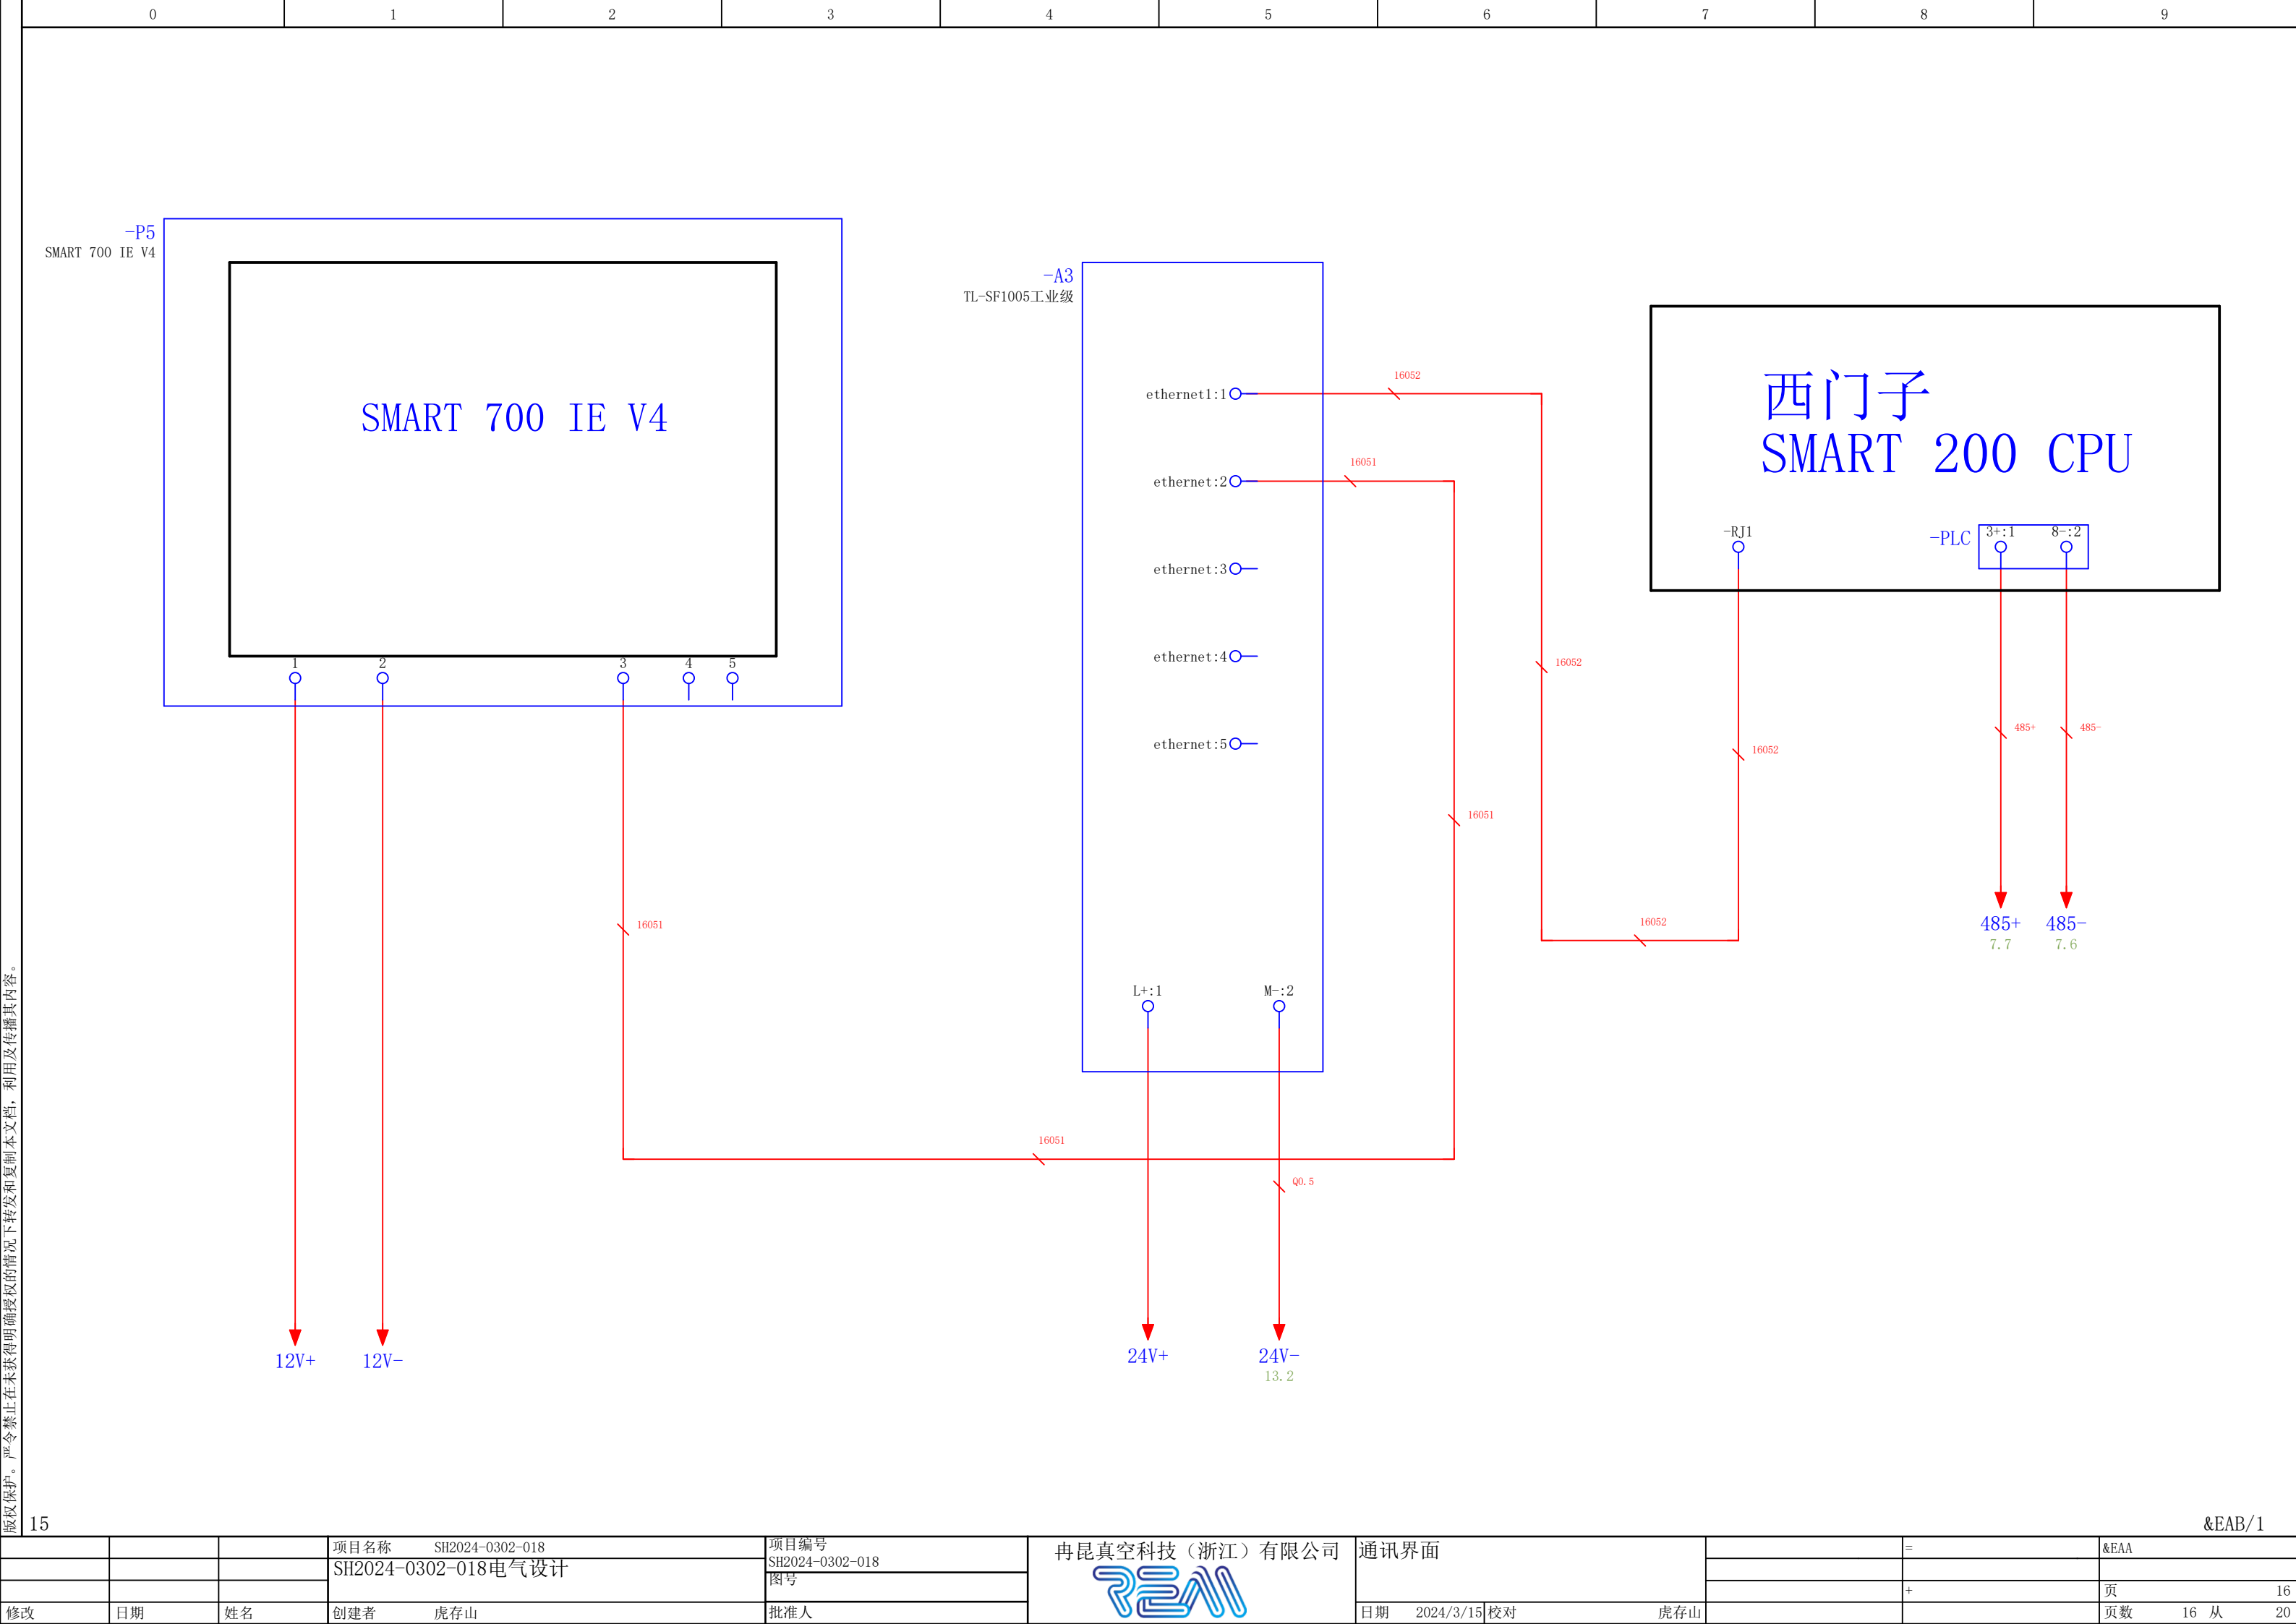 0 1 2 3 4 5 6 7 8 9
-P5
SMART 700 IE V4
SMART 700 IE V4
1 2 3 4 5
-A3
TL-SF1005工业级
ethernet1:1
ethernet:2
ethernet:3
ethernet:4
ethernet:5
L+:1 M-:2
16052
16051
西门子
SMART 200 CPU
-RJ1
-PLC
3+:1 8-:2
16052
16052
485+ 485-
16051
16051
16052
485+ 485-
7.7 7.6
16051
Q0.5
12V+ 12V-
24V+ 24V-
13.2
版权保护。严令禁止在未获得明确授权的情况下转发和复制本文档，利用及传播其内容。
15
&EAB/1
项目名称 SH2024-0302-018
SH2024-0302-018电气设计
创建者 虎存山
修改 日期 姓名
项目编号
SH2024-0302-018
图号
批准人
冉昆真空科技（浙江）有限公司
REM
通讯界面
日期 2024/3/15 校对 虎存山
= &EAA
+ 页 16
页数 16 从 20